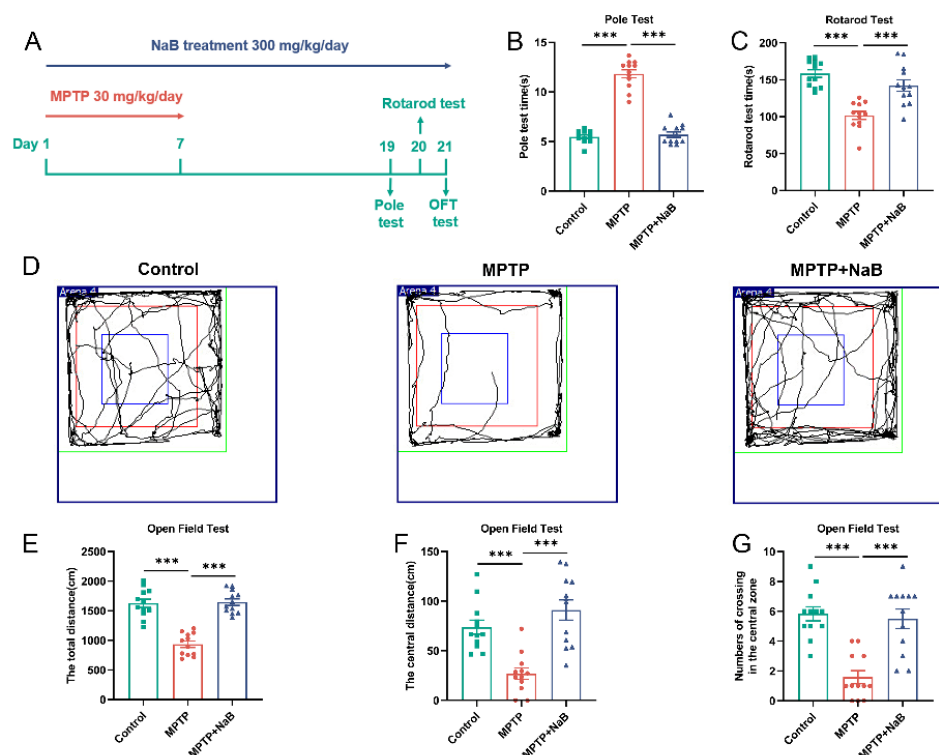 A
NaB treatment 300 mg/kg/day
MPTP 30 mg/kg/day
Rotarod test
Day 1
7
19
20
21
Pole test
OFT test
B
Pole Test
***
***
Pole test time(s)
15
10
5
0
Control
MPTP
MPTP+NaB
C
Rotarod Test
***
***
Rotarod test time(s)
200
150
100
50
0
Control
MPTP
MPTP+NaB
D
Control
MPTP
MPTP+NaB
Arena 4
Arena 4
Arena 4
E
Open Field Test
***
***
The total distance(cm)
2500
2000
1500
1000
500
0
Control
MPTP
MPTP+NaB
F
Open Field Test
***
***
The central distance(cm)
150
100
50
0
Control
MPTP
MPTP+NaB
G
Open Field Test
***
***
Numbers of crossing
in the central zone
10
8
6
4
2
0
Control
MPTP
MPTP+NaB